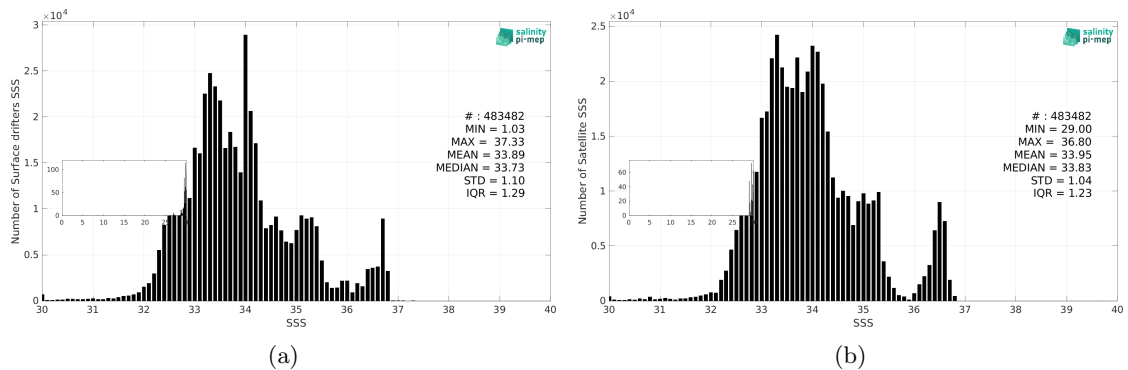 3 ×10⁴
2.5
2
1.5
1
0.5
0
Number of Surface drifters SSS
salinity
pi-mep
# : 483482
MIN = 1.03
MAX = 37.33
MEAN = 33.89
MEDIAN = 33.73
STD = 1.10
IQR = 1.29
100
50
0
0 5 10 15 20 25
30 31 32 33 34 35 36 37 38 39 40
SSS
(a)
×10⁴
2.5
2
1.5
1
0.5
0
Number of Satellite SSS
salinity
pi-mep
# : 483482
MIN = 29.00
MAX = 36.80
MEAN = 33.95
MEDIAN = 33.83
STD = 1.04
IQR = 1.23
60
40
20
0
0 5 10 15 20 25
30 31 32 33 34 35 36 37 38 39 40
SSS
(b)